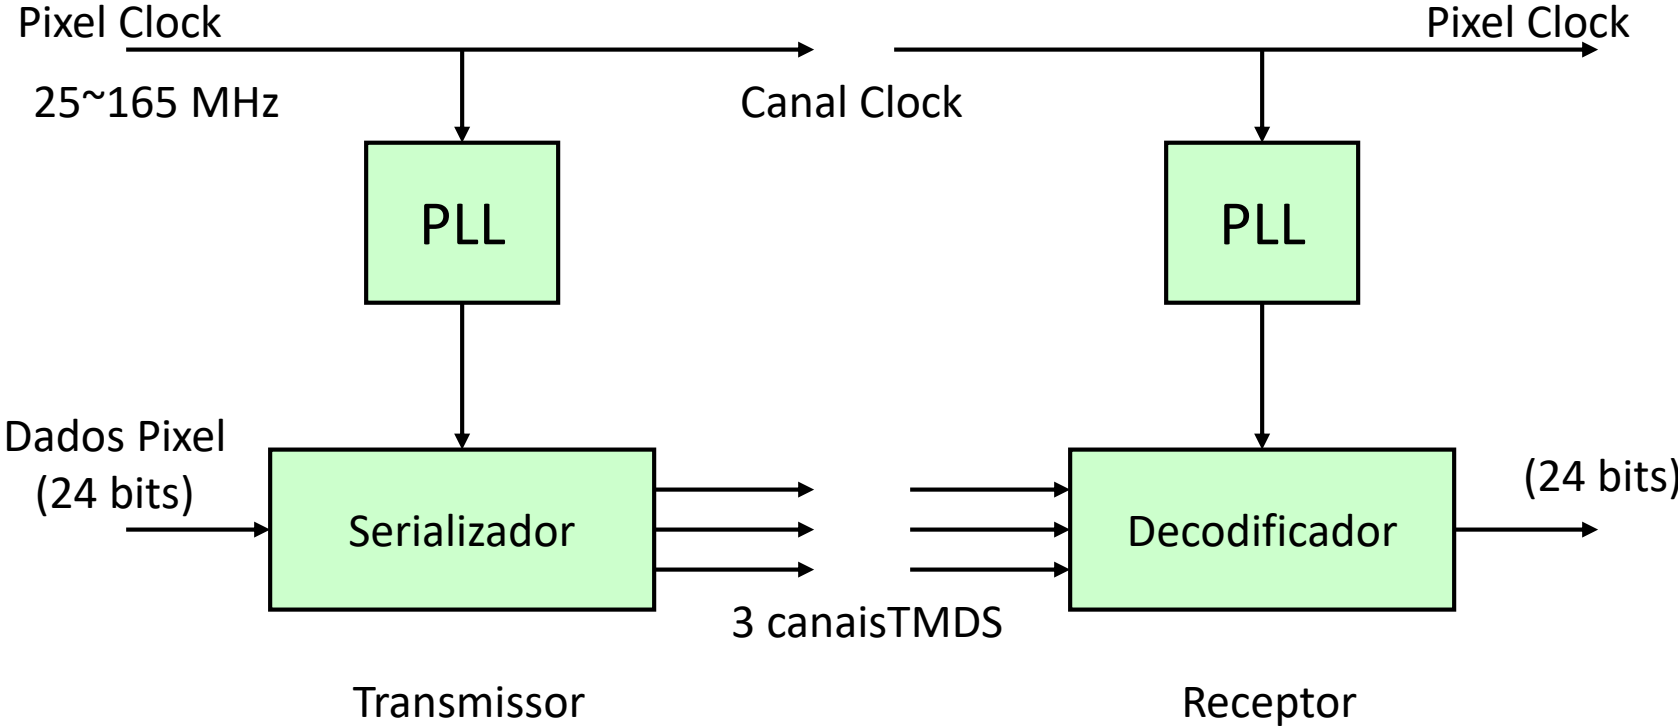 Pixel Clock
Pixel Clock
25~165 MHz
Canal Clock
PLL
PLL
Dados Pixel
(24 bits)
(24 bits)
Serializador
Decodificador
3 canaisTMDS
Transmissor
Receptor